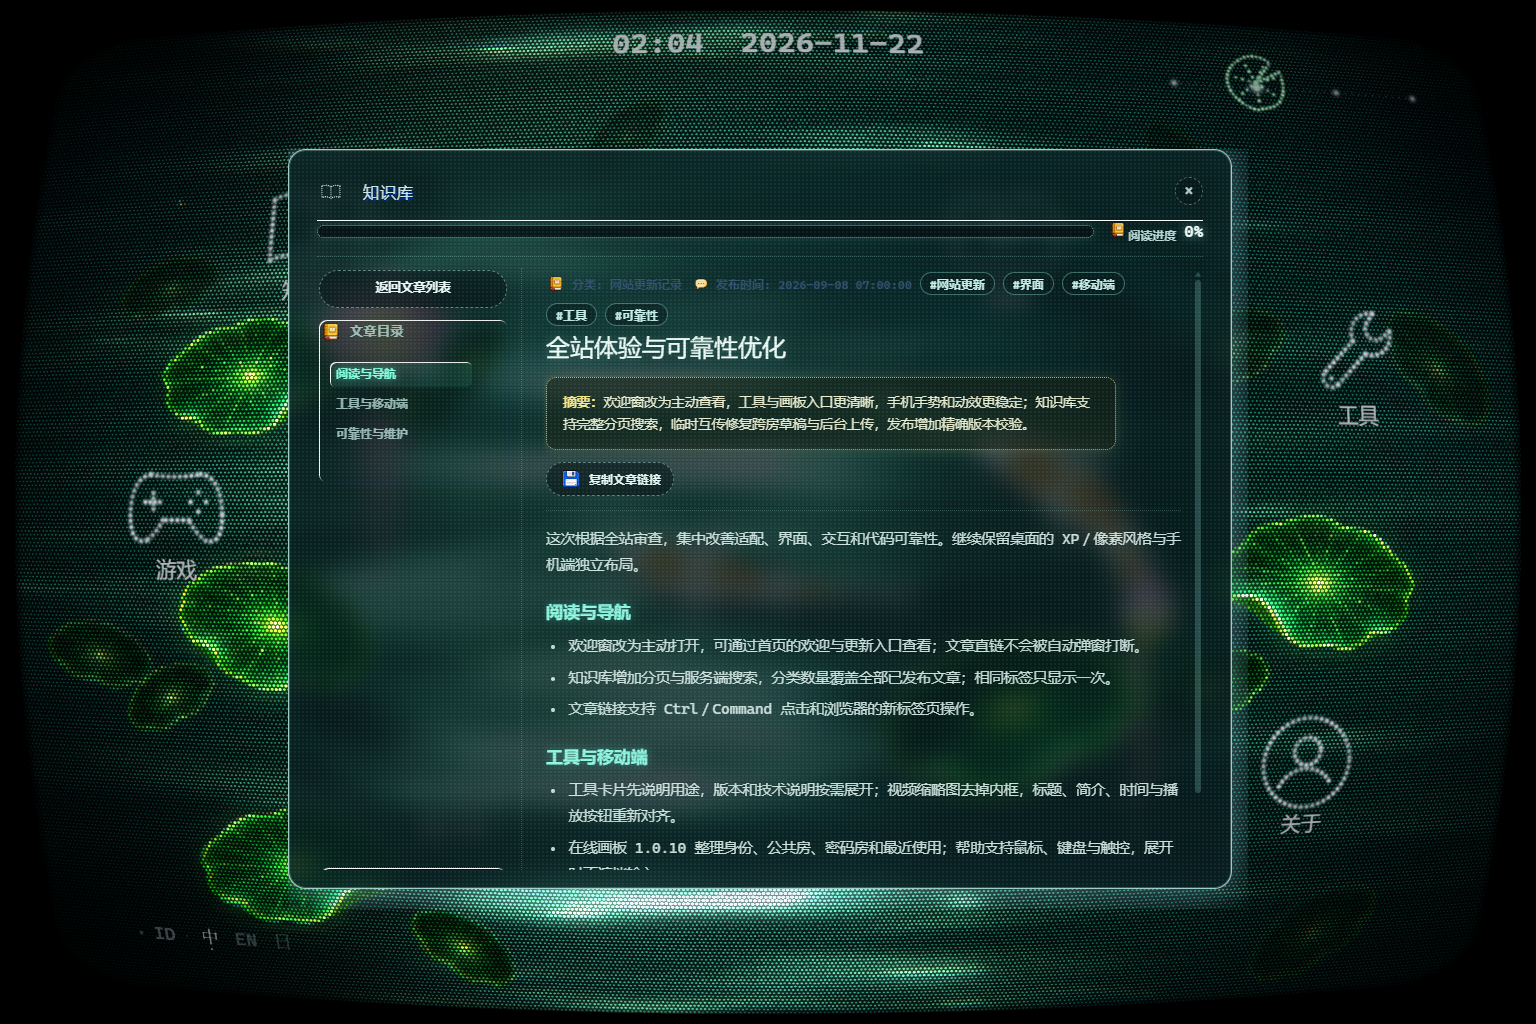 02:04 2026-11-22
知识库
×
阅读进度 0%
返回文章列表
文章目录
阅读与导航
工具与移动端
可靠性与维护
分类: 网站更新记录 发布时间: 2026-09-08 07:00:00 #网站更新 #界面 #移动端
#工具 #可靠性
全站体验与可靠性优化
摘要：欢迎窗改为主动查看，工具与画板入口更清晰，手机手势和动效更稳定；知识库支
持完整分页搜索，临时互传修复跨房草稿与后台上传，发布增加精确版本校验。
复制文章链接
这次根据全站审查，集中改善适配、界面、交互和代码可靠性。继续保留桌面的 XP / 像素风格与手
机端独立布局。
阅读与导航
• 欢迎窗改为主动打开，可通过首页的欢迎与更新入口查看；文章直链不会被自动弹窗打断。
• 知识库增加分页与服务端搜索，分类数量覆盖全部已发布文章；相同标签只显示一次。
• 文章链接支持 Ctrl / Command 点击和浏览器的新标签页操作。
工具与移动端
• 工具卡片先说明用途，版本和技术说明按需展开；视频缩略图去掉内框，标题、简介、时间与播
放按钮重新对齐。
• 在线画板 1.0.10 整理身份、公共房、密码房和最近使用；帮助支持鼠标、键盘与触控，展开
游戏
工具
关于
ID 中 EN 日